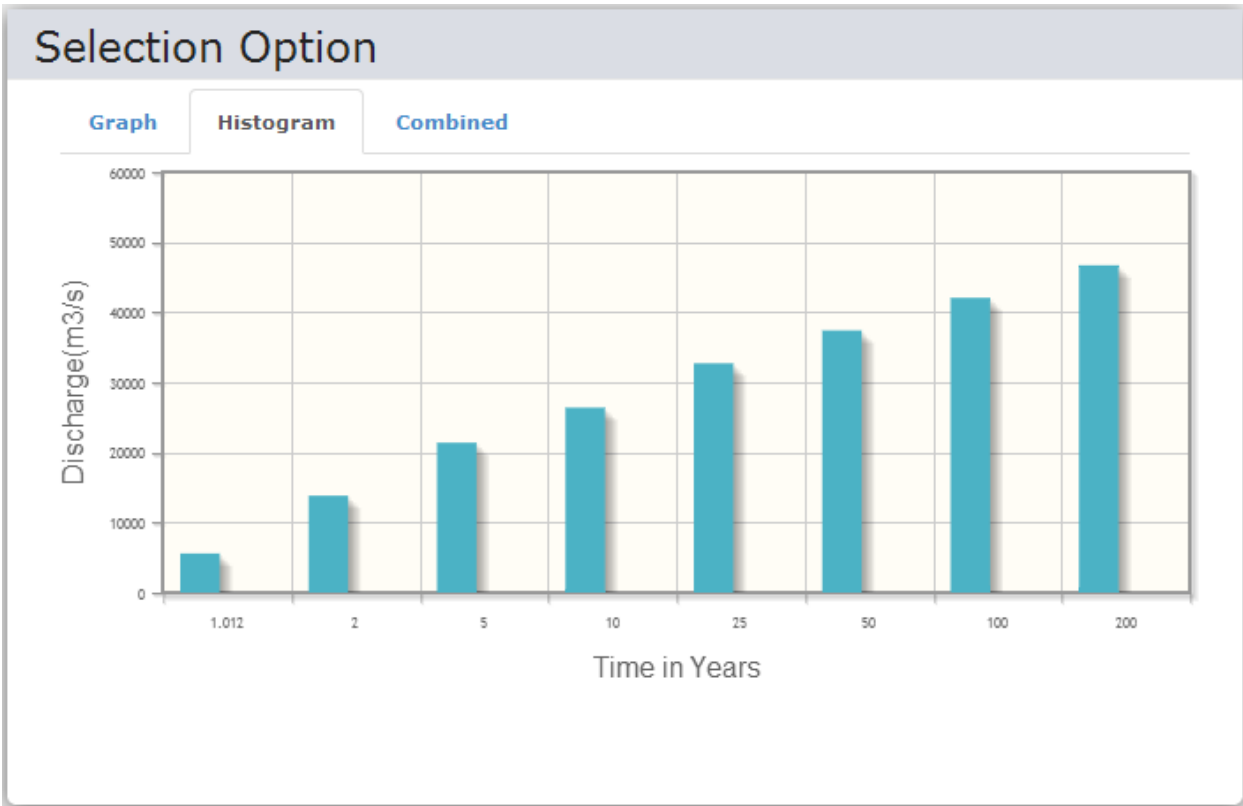 Selection Option
Graph Histogram Combined
60000
50000
40000
30000
20000
10000
0
Discharge(m3/s)
1.012 2 5 10 25 50 100 200
Time in Years